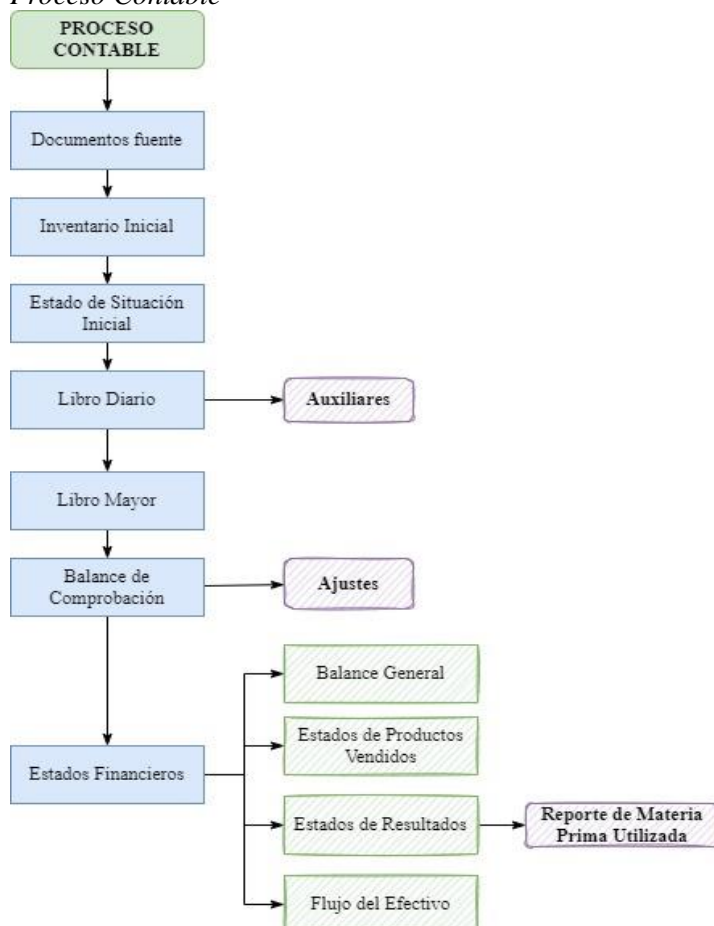 Proceso Contable
PROCESO
CONTABLE
Documentos fuente
Inventario Inicial
Estado de Situación
Inicial
Libro Diario
Auxiliares
Libro Mayor
Balance de
Comprobación
Ajustes
Balance General
Estados de Productos
Vendidos
Estados Financieros
Estados de Resultados
Reporte de Materia
Prima Utilizada
Flujo del Efectivo